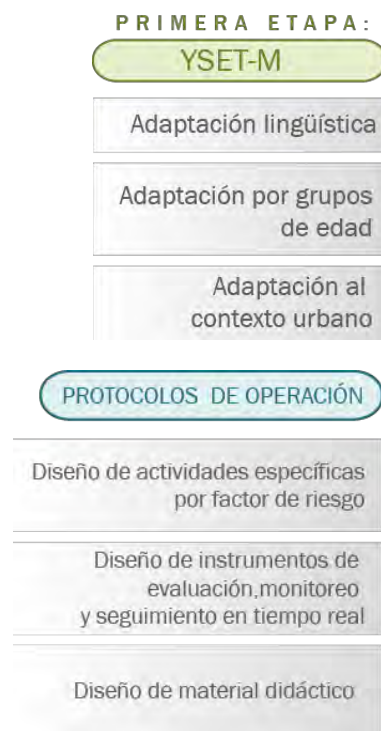 PRIMERA ETAPA:
YSET-M
Adaptación lingüística
Adaptación por grupos
de edad
Adaptación al
contexto urbano
PROTOCOLOS DE OPERACIÓN
Diseño de actividades específicas
por factor de riesgo
Diseño de instrumentos de
evaluación,monitoreo
y seguimiento en tiempo real
Diseño de material didáctico